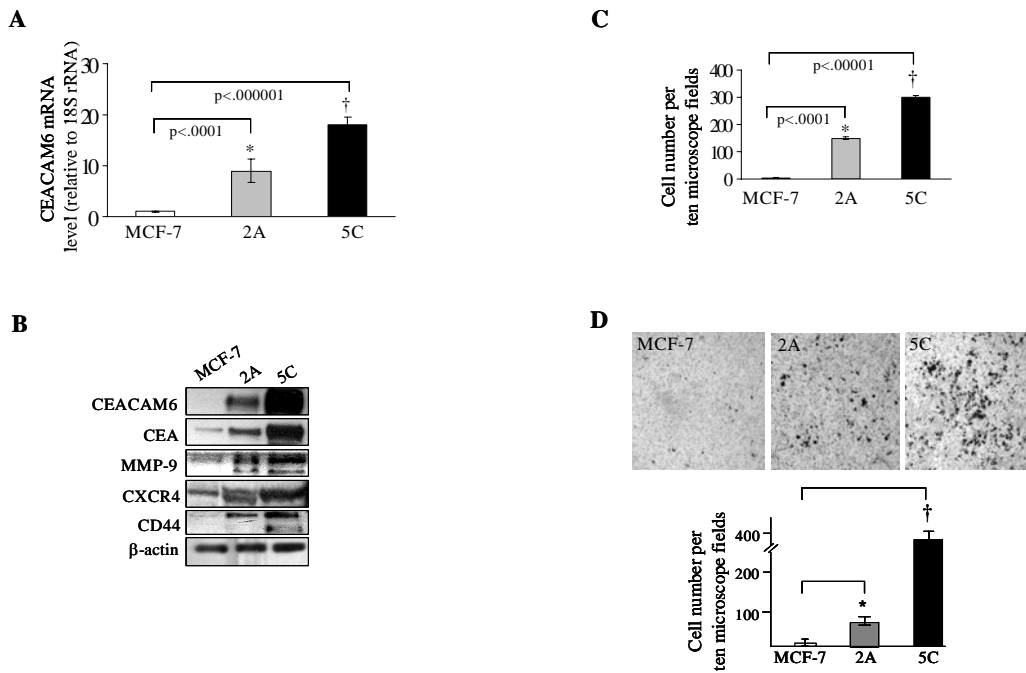 A
CEACAM6 mRNA
level (relative to 18S rRNA)
30
20
10
0
p<.000001
p<.0001
*
†
MCF-7 2A 5C
B
MCF-7 2A 5C
CEACAM6
CEA
MMP-9
CXCR4
CD44
β-actin
C
Cell number per
ten microscope fields
400
300
200
100
0
p<.00001
p<.0001
*
†
MCF-7 2A 5C
D
MCF-7 2A 5C
Cell number per
ten microscope fields
400
200
100
*
†
MCF-7 2A 5C